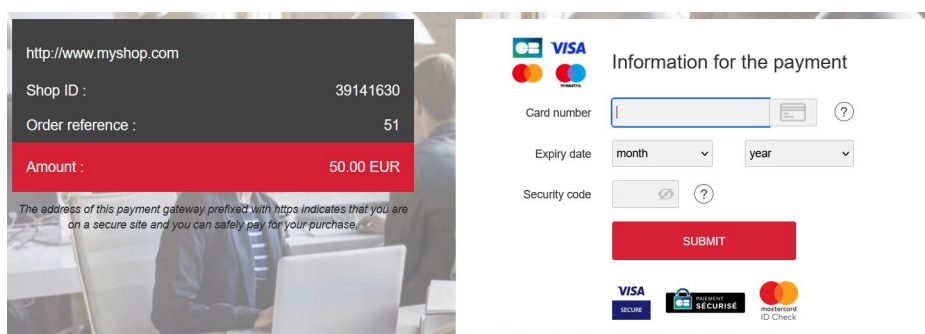 http://www.myshop.com
Shop ID : 39141630
Order reference : 51
Amount : 50.00 EUR
The address of this payment gateway prefixed with https indicates that you are
on a secure site and you can safely pay for your purchase.
CB VISA
maestro
Information for the payment
Card number ?
Expiry date month year
Security code ?
SUBMIT
VISA
SECURE
CB PAIEMENT
SÉCURISÉ
mastercard
ID Check